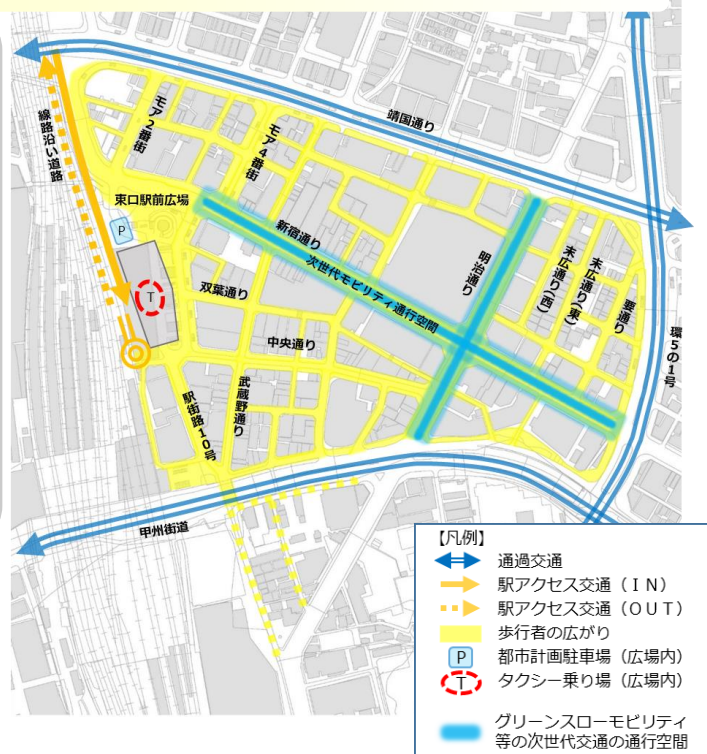 靖国通り
線路沿い道路
モア2番街
モア4番街
東口駅前広場
P
新宿通り
次世代モビリティ通行空間
明治通り
末広通り(西)
末広通り(東)
要通り
T
双葉通り
中央通り
環5の1号
駅街路10号
武蔵野通り
甲州街道
【凡例】
通過交通
駅アクセス交通(IN)
駅アクセス交通(OUT)
歩行者の広がり
P 都市計画駐車場(広場内)
T タクシー乗り場(広場内)
グリーンスローモビリティ
等の次世代交通の通行空間